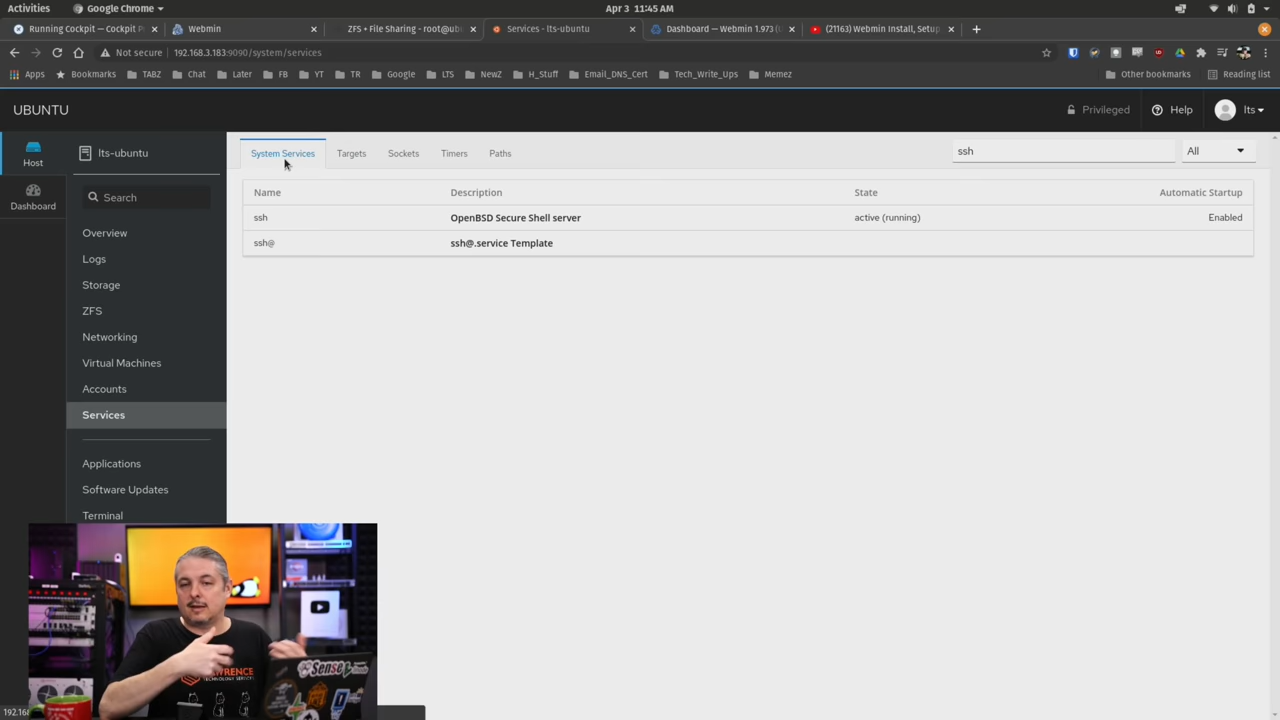 Activities
Google Chrome
Apr 3 11:45 AM
Running Cockpit — Cockpit P
Webmin
ZFS + File Sharing - root@ub
Services - lts-ubuntu
Dashboard — Webmin 1.973 (
(21163) Webmin Install, Setup
Not secure
192.168.3.183:9090/system/services
Apps
Bookmarks
TABZ
Chat
Later
FB
YT
TR
Google
LTS
NewZ
H_Stuff
Email_DNS_Cert
Tech_Write_Ups
Memez
Other bookmarks
Reading list
UBUNTU
Privileged
Help
lts
Host
Dashboard
lts-ubuntu
Search
Overview
Logs
Storage
ZFS
Networking
Virtual Machines
Accounts
Services
Applications
Software Updates
Terminal
System Services
Targets
Sockets
Timers
Paths
ssh
All
Name Description State Automatic Startup
ssh OpenBSD Secure Shell server active (running) Enabled
ssh@ ssh@.service Template
TECHNOLOGY SERVICES
Sense
192.168